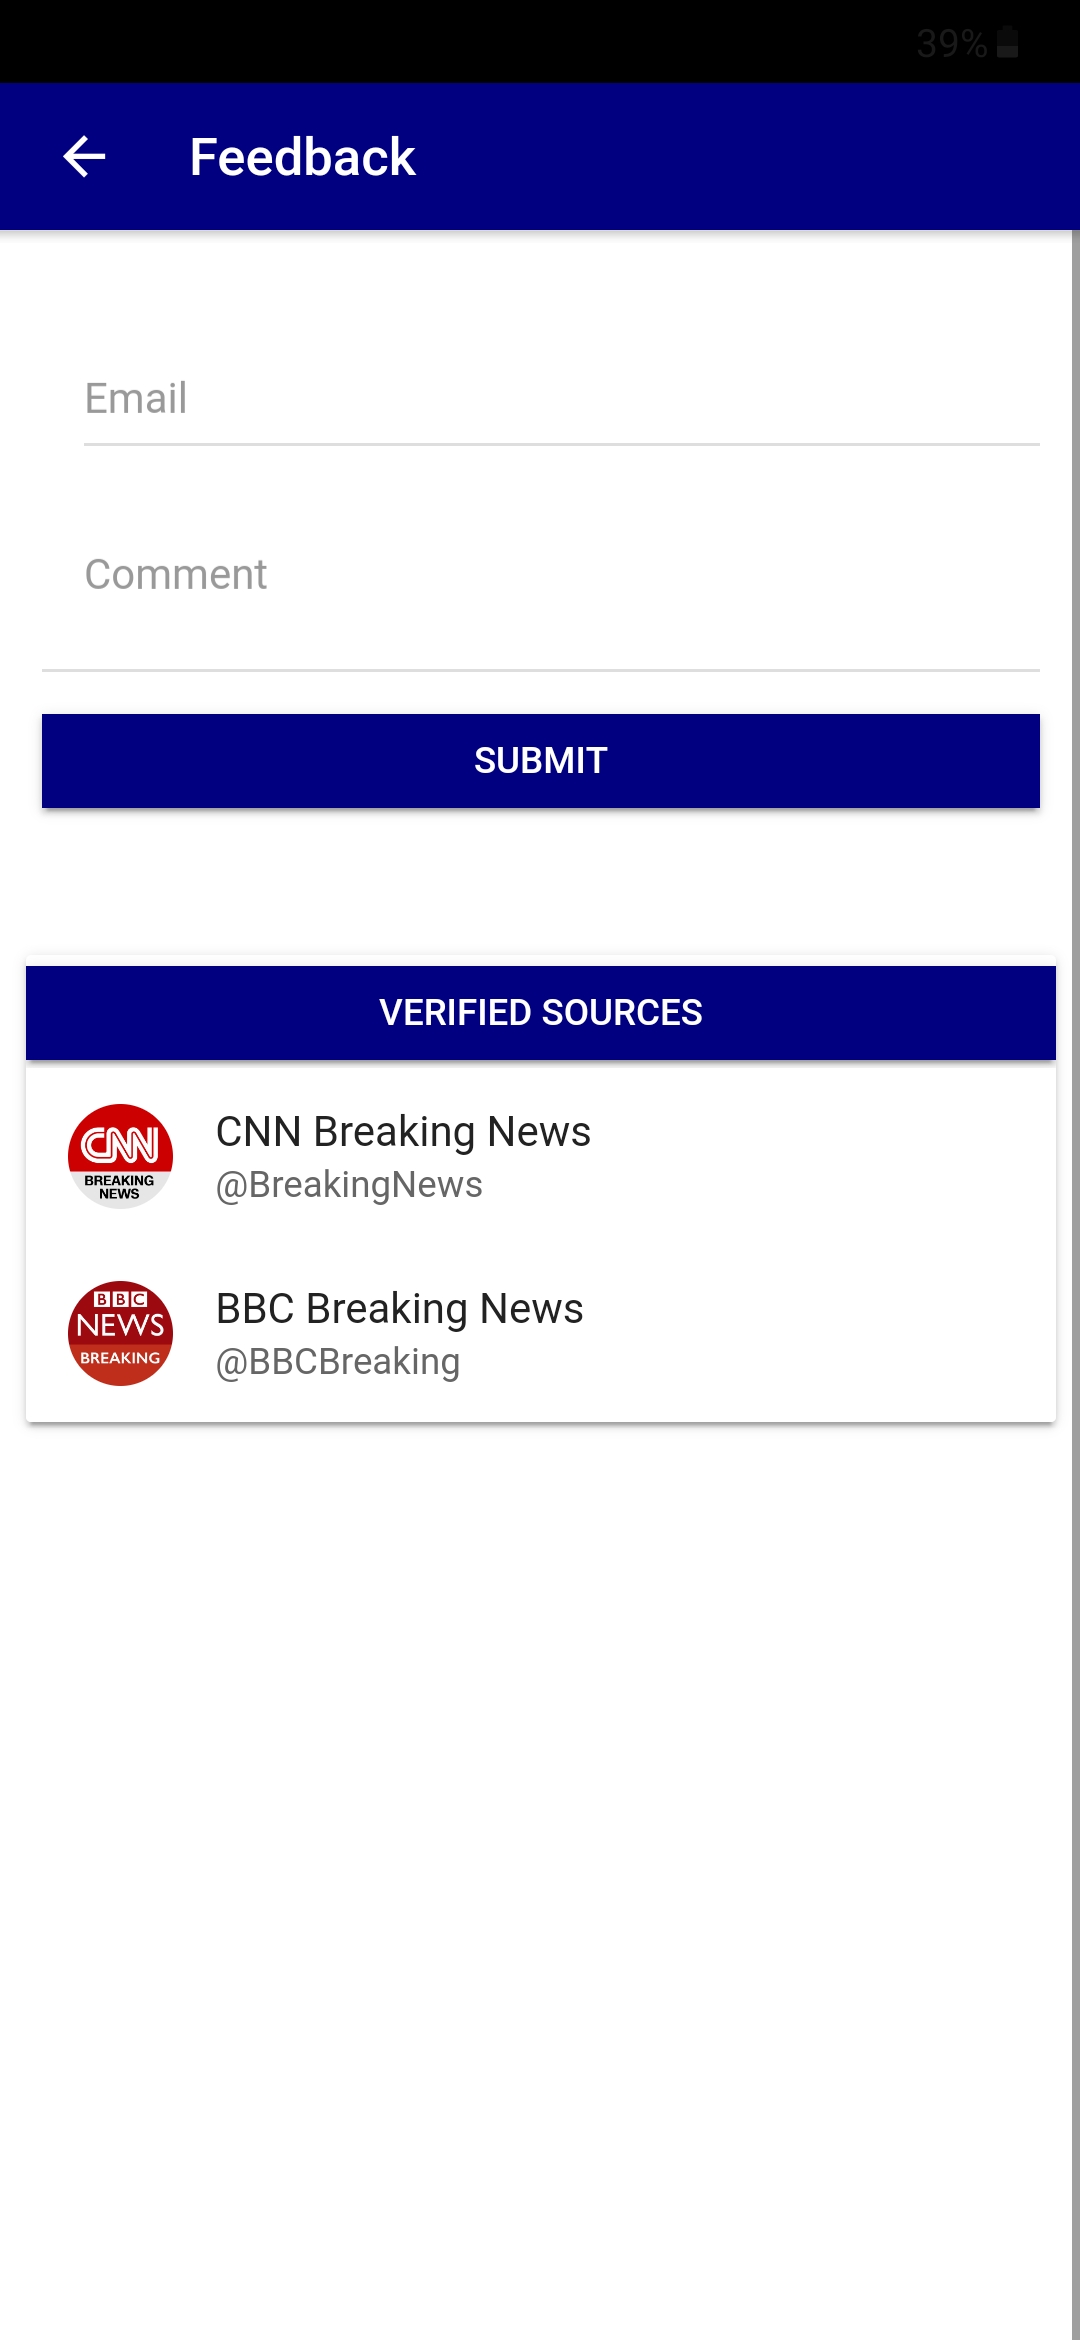 39%
Feedback
Email
Comment
SUBMIT
VERIFIED SOURCES
CNN
BREAKING
NEWS
CNN Breaking News
@BreakingNews
BBC
NEWS
BREAKING
BBC Breaking News
@BBCBreaking